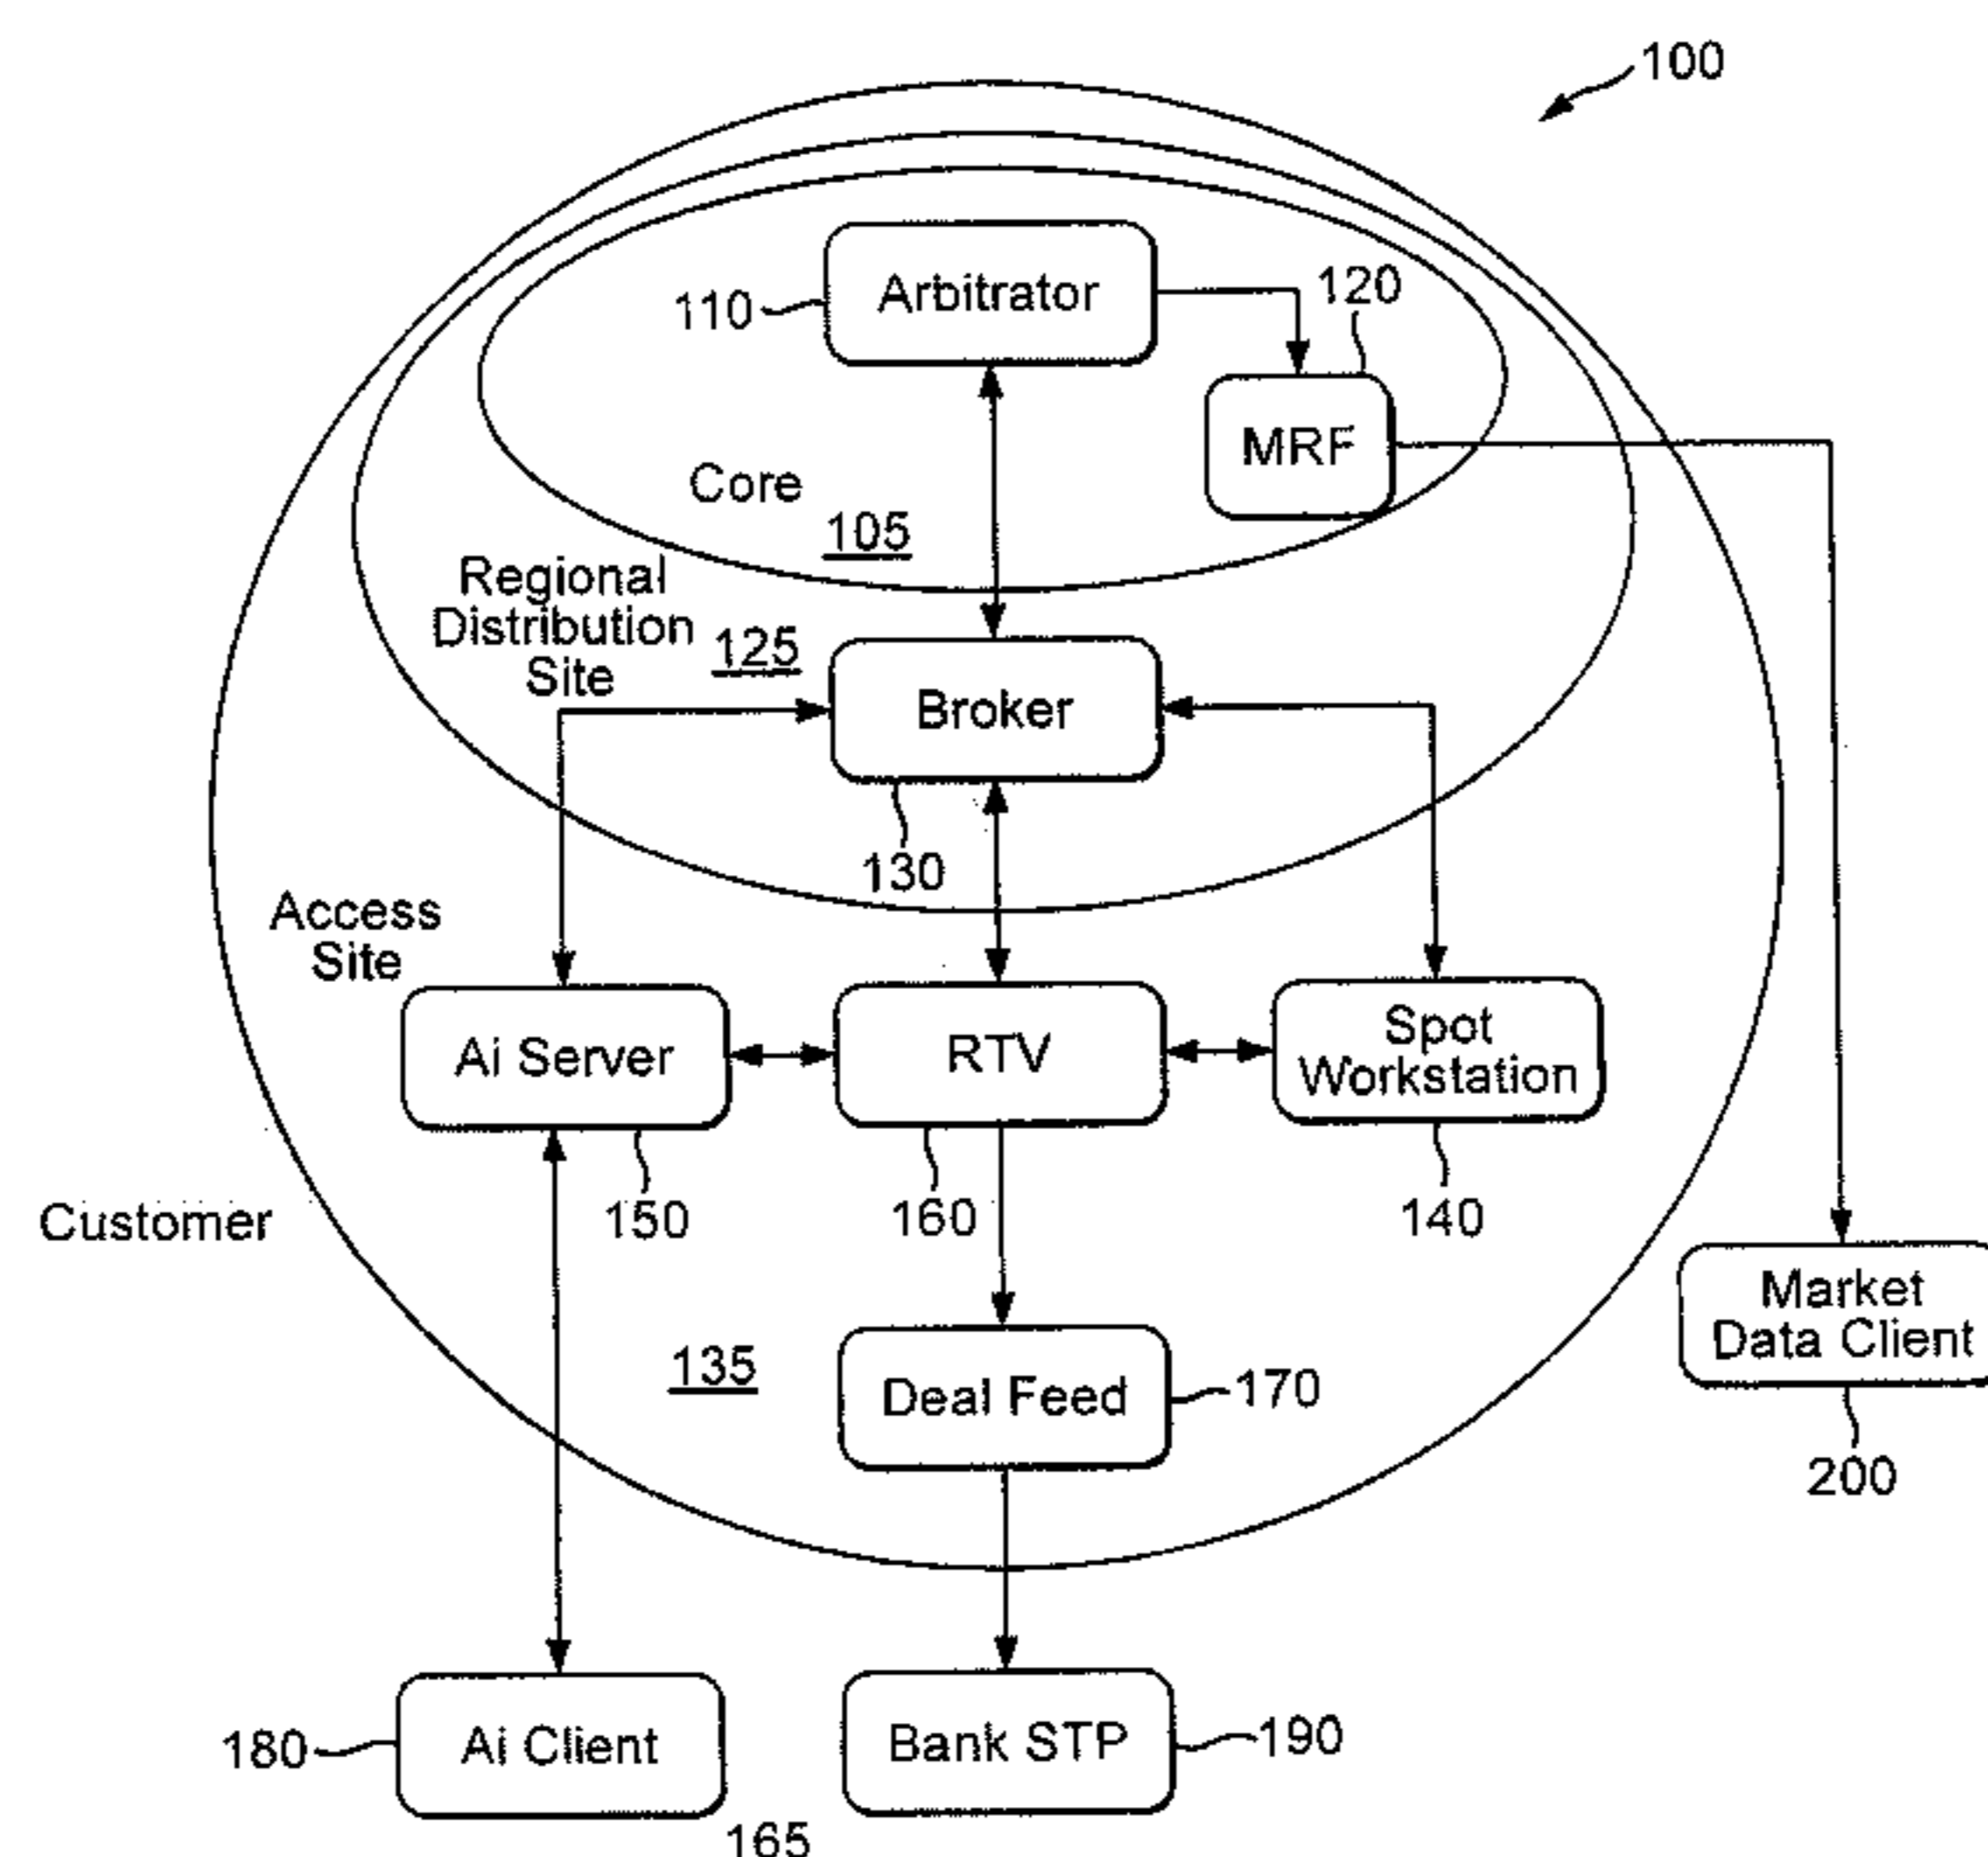 100
Arbitrator
110
120
MRF
Core
105
Regional
Distribution
Site
125
Broker
130
Access
Site
Ai Server
RTV
Spot
Workstation
150
160
140
Customer
Market
Data Client
200
135
Deal Feed
170
180
Ai Client
Bank STP
190
165